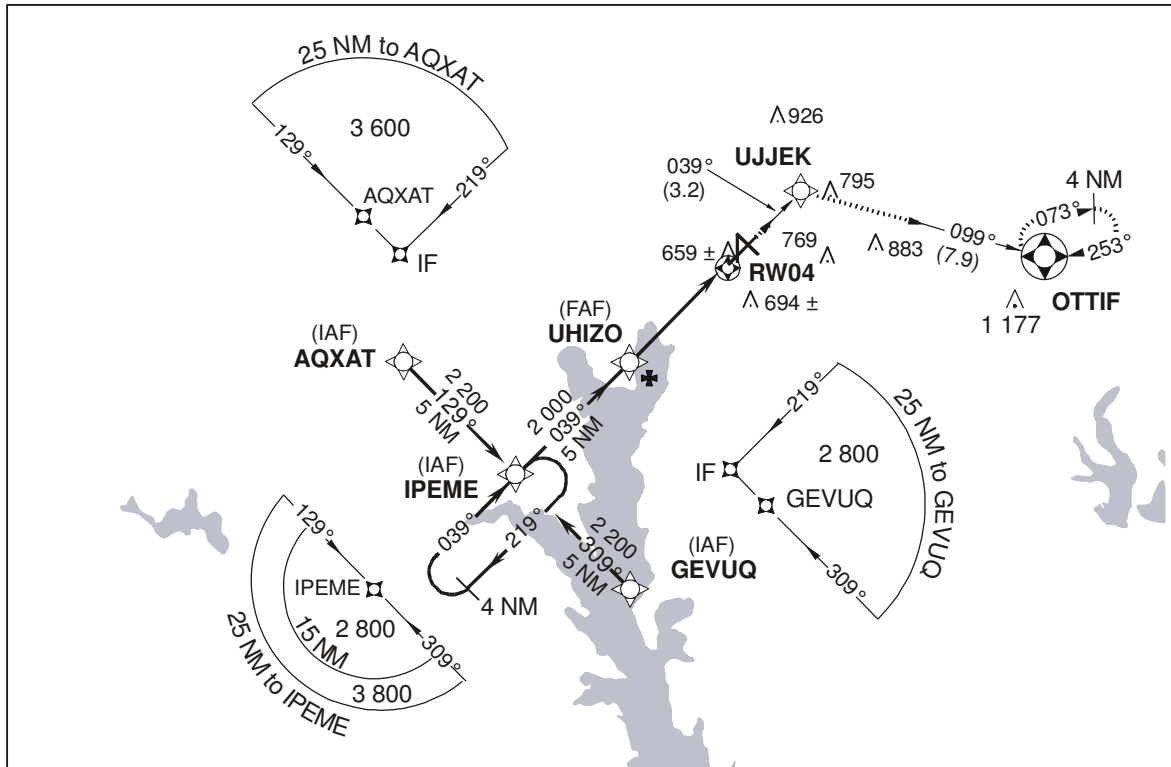 25 NM to AQXAT
3 600
129°
219°
AQXAT
IF
926
UJJEK
039°
(3.2)
795
4 NM
073°
253°
099°
(7.9)
883
769
659 ±
RW04
694 ±
OTTIF
1 177
(FAF)
UHIZO
(IAF)
AQXAT
2 200
129°
5 NM
2 000
039°
5 NM
(IAF)
IPEME
039°
219°
4 NM
2 200
309°
5 NM
(IAF)
GEVUQ
219°
IF
2 800
GEVUQ
309°
25 NM to GEVUQ
129°
IPEME
2 800
15 NM
309°
3 800
25 NM to IPEME